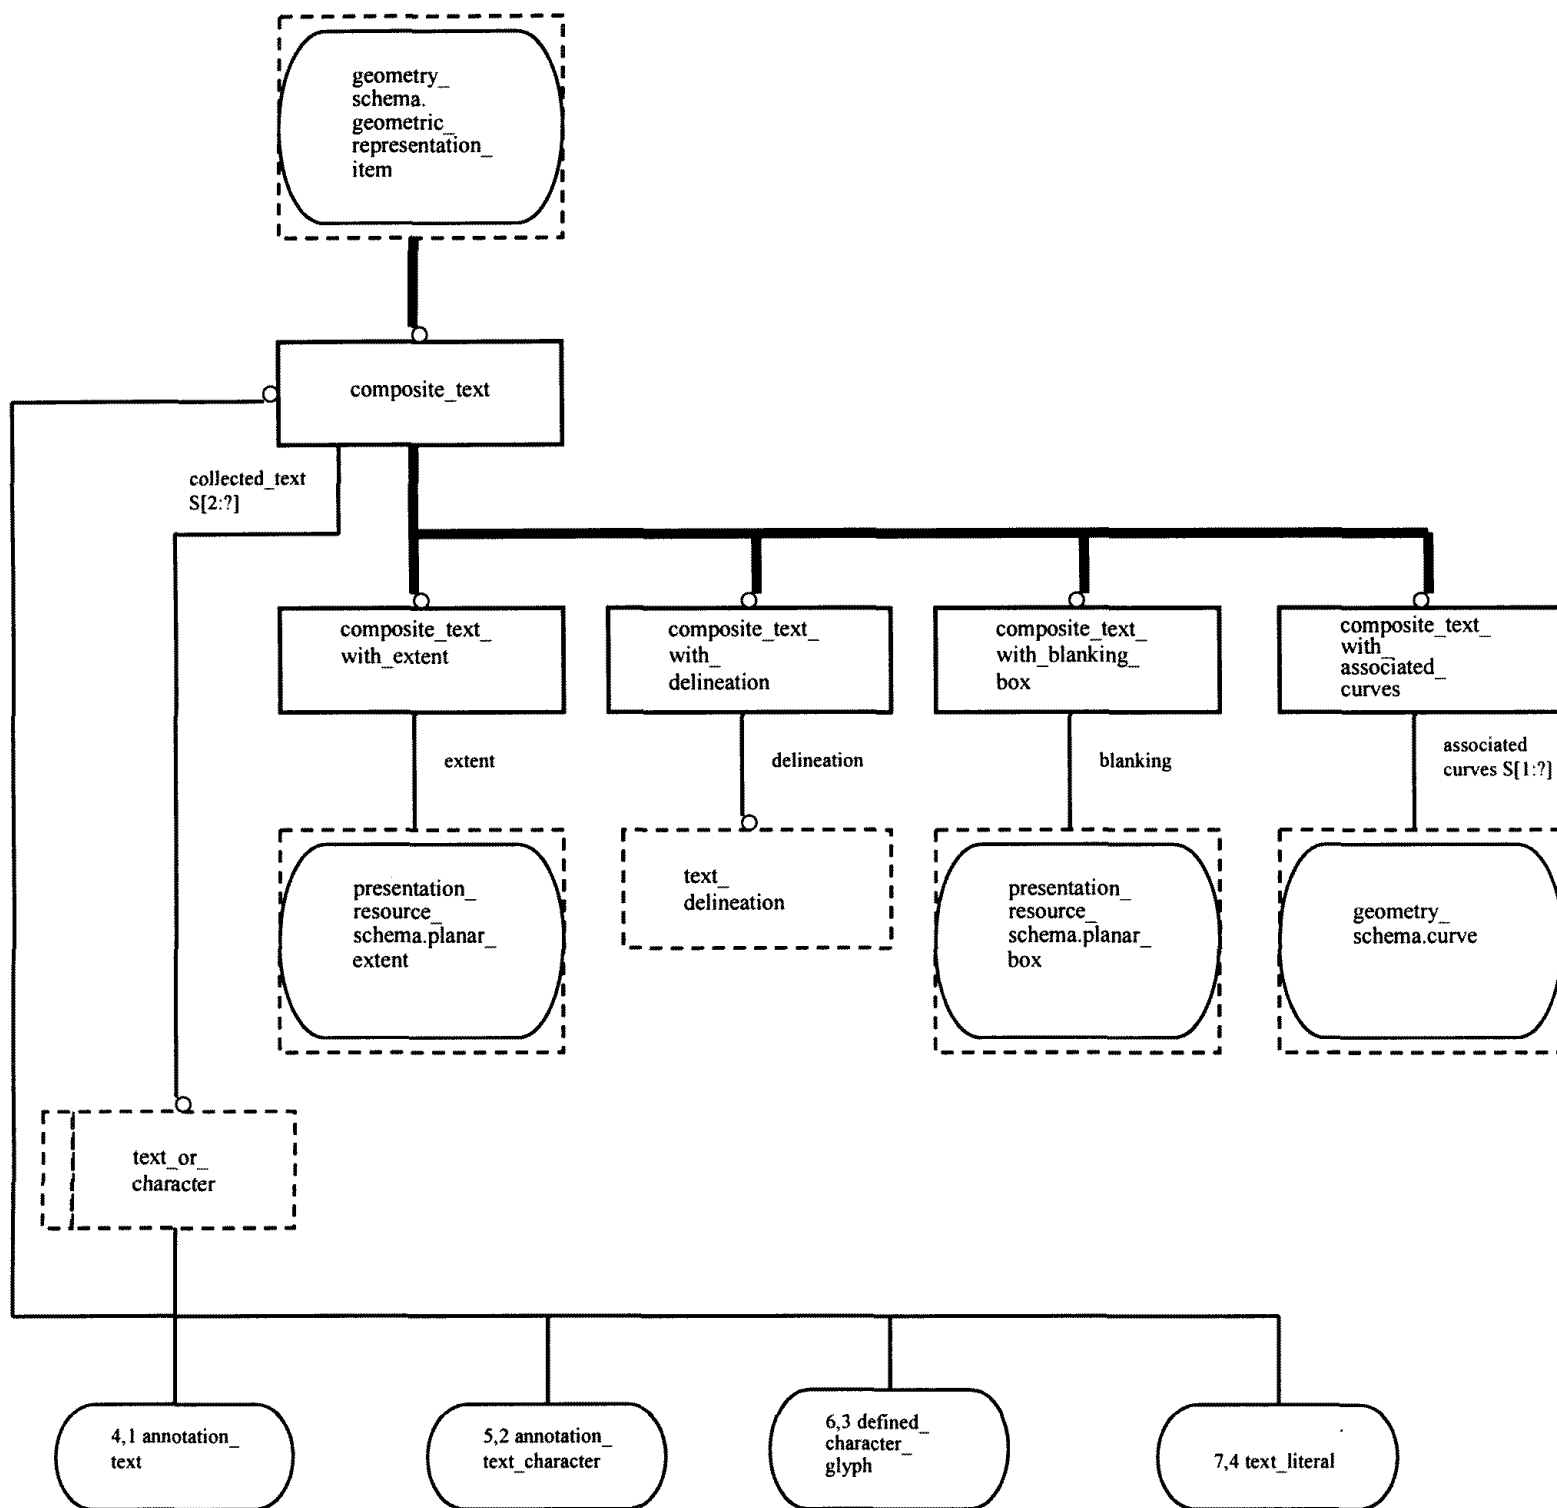 geometry_
schema.
geometric_
representation_
item
composite_text
collected_text
S[2:?]
composite_text_
with_extent
composite_text_
with_
delineation
composite_text_
with_blanking_
box
composite_text_
with_
associated_
curves
extent
delineation
blanking
associated
curves S[1:?]
presentation_
resource_
schema.planar_
extent
text_
delineation
presentation_
resource_
schema.planar_
box
geometry_
schema.curve
text_or_
character
4,1 annotation_
text
5,2 annotation_
text_character
6,3 defined_
character_
glyph
7,4 text_literal